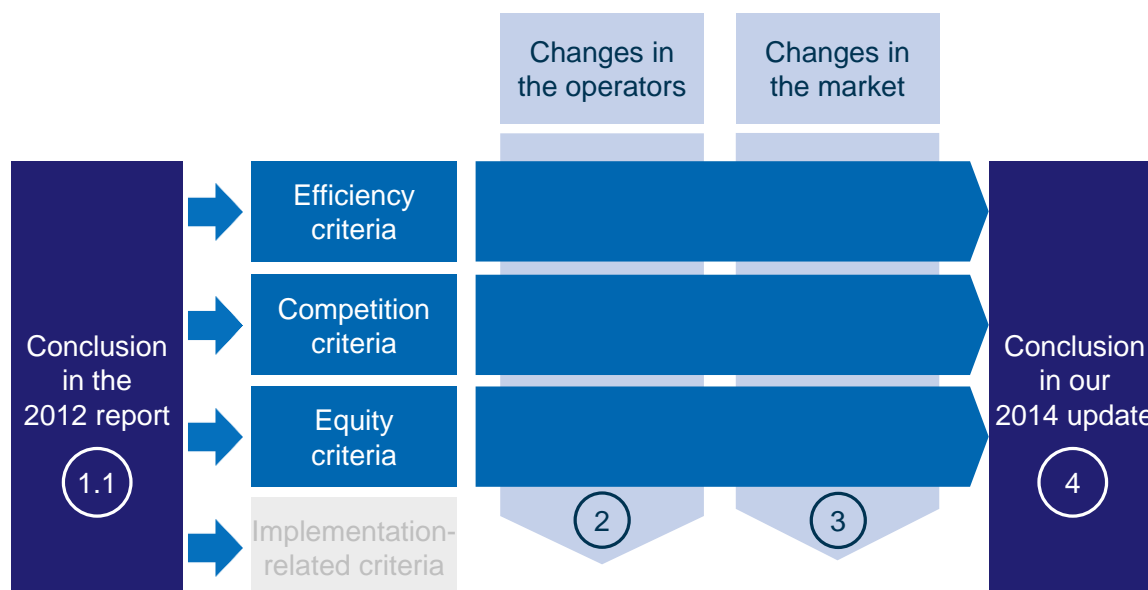 Changes in
the operators
Changes in
the market
Efficiency
criteria
Competition
criteria
Equity
criteria
Implementation-
related criteria
Conclusion
in the
2012 report
1.1
2
3
Conclusion
in our
2014 update
4